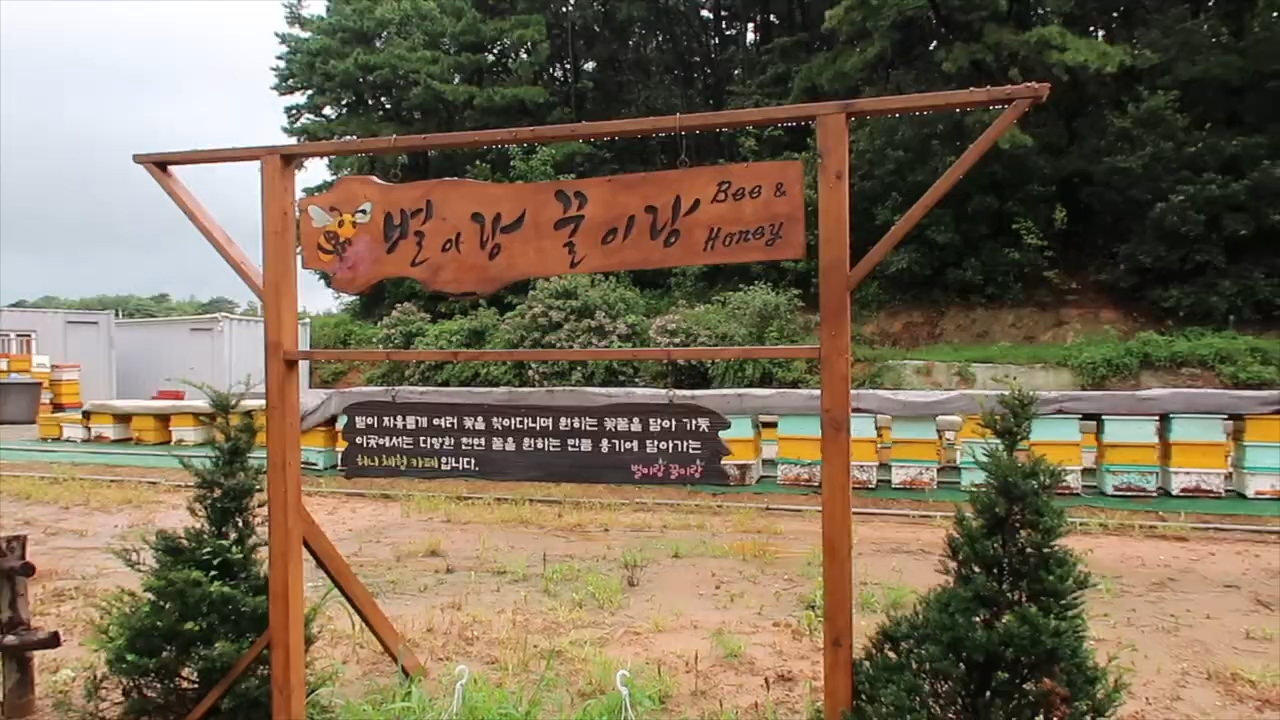 벌아랑 꿀이랑 Bee &
Honey
벌이 자유롭게 여러 꽃을 찾아다니며 원하는 꽃꿀을 담아 가듯
이곳에서는 다양한 천연 꿀을 원하는 만큼 용기에 담아가는
허니 체험 카페입니다.
벌이랑 꿀이랑